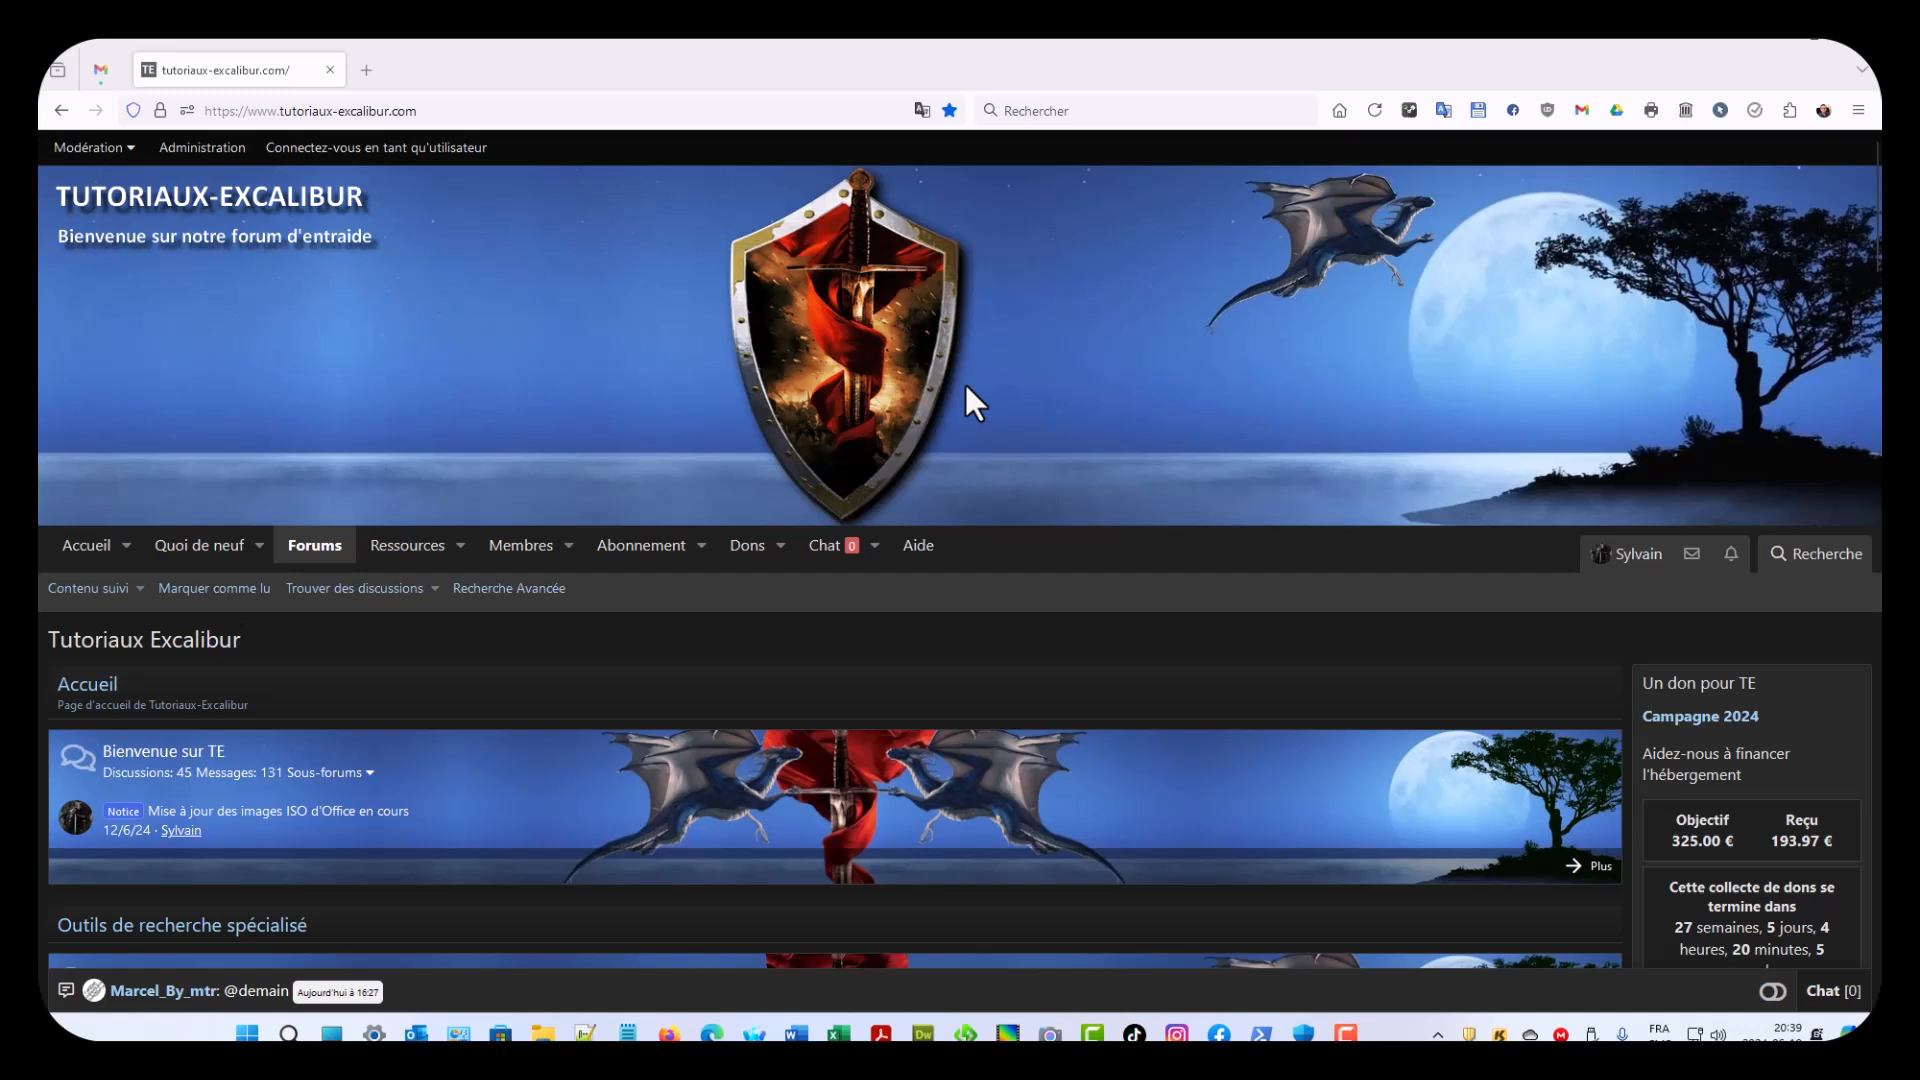 TE tutoriaux-excalibur.com/
https://www.tutoriaux-excalibur.com
Rechercher
Modération Administration Connectez-vous en tant qu'utilisateur
TUTORIAUX-EXCALIBUR
Bienvenue sur notre forum d'entraide
Accueil Quoi de neuf Forums Ressources Membres Abonnement Dons Chat 0 Aide
Sylvain Recherche
Contenu suivi Marquer comme lu Trouver des discussions Recherche Avancée
Tutoriaux Excalibur
Accueil
Page d'accueil de Tutoriaux-Excalibur
Bienvenue sur TE
Discussions: 45 Messages: 131 Sous-forums
Notice Mise à jour des images ISO d'Office en cours
12/6/24 · Sylvain
Plus
Outils de recherche spécialisé
Un don pour TE
Campagne 2024
Aidez-nous à financer
l'hébergement
Objectif Reçu
325.00 € 193.97 €
Cette collecte de dons se
termine dans
27 semaines, 5 jours, 4
heures, 20 minutes, 5
Marcel_By_mtr: @demain Aujourd'hui à 16:27
Chat [0]
FRA
20:39